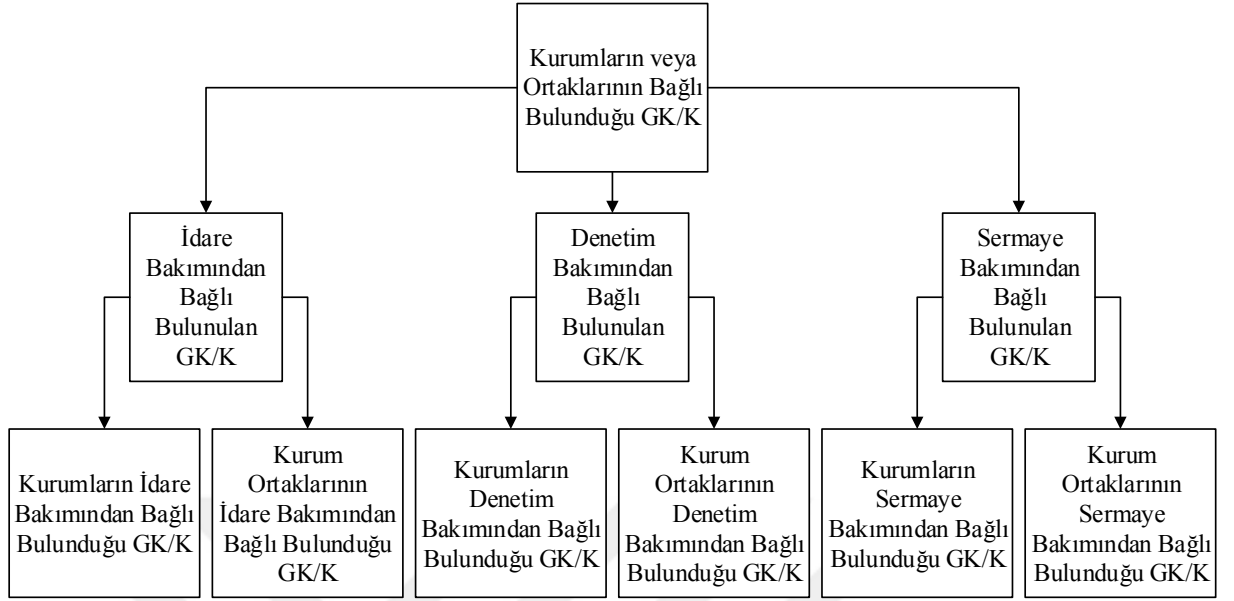 Kurumların veya
Ortaklarının Bağlı
Bulunduğu GK/K
İdare
Bakımından
Bağlı
Bulunulan
GK/K
Denetim
Bakımından
Bağlı
Bulunulan
GK/K
Sermaye
Bakımından
Bağlı
Bulunulan
GK/K
Kurumların İdare
Bakımından Bağlı
Bulunduğu GK/K
Kurum
Ortaklarının
İdare Bakımından
Bağlı Bulunduğu
GK/K
Kurumların
Denetim
Bakımından Bağlı
Bulunduğu GK/K
Kurum
Ortaklarının
Denetim
Bakımından Bağlı
Bulunduğu GK/K
Kurumların
Sermaye
Bakımından Bağlı
Bulunduğu GK/K
Kurum
Ortaklarının
Sermaye
Bakımından Bağlı
Bulunduğu GK/K